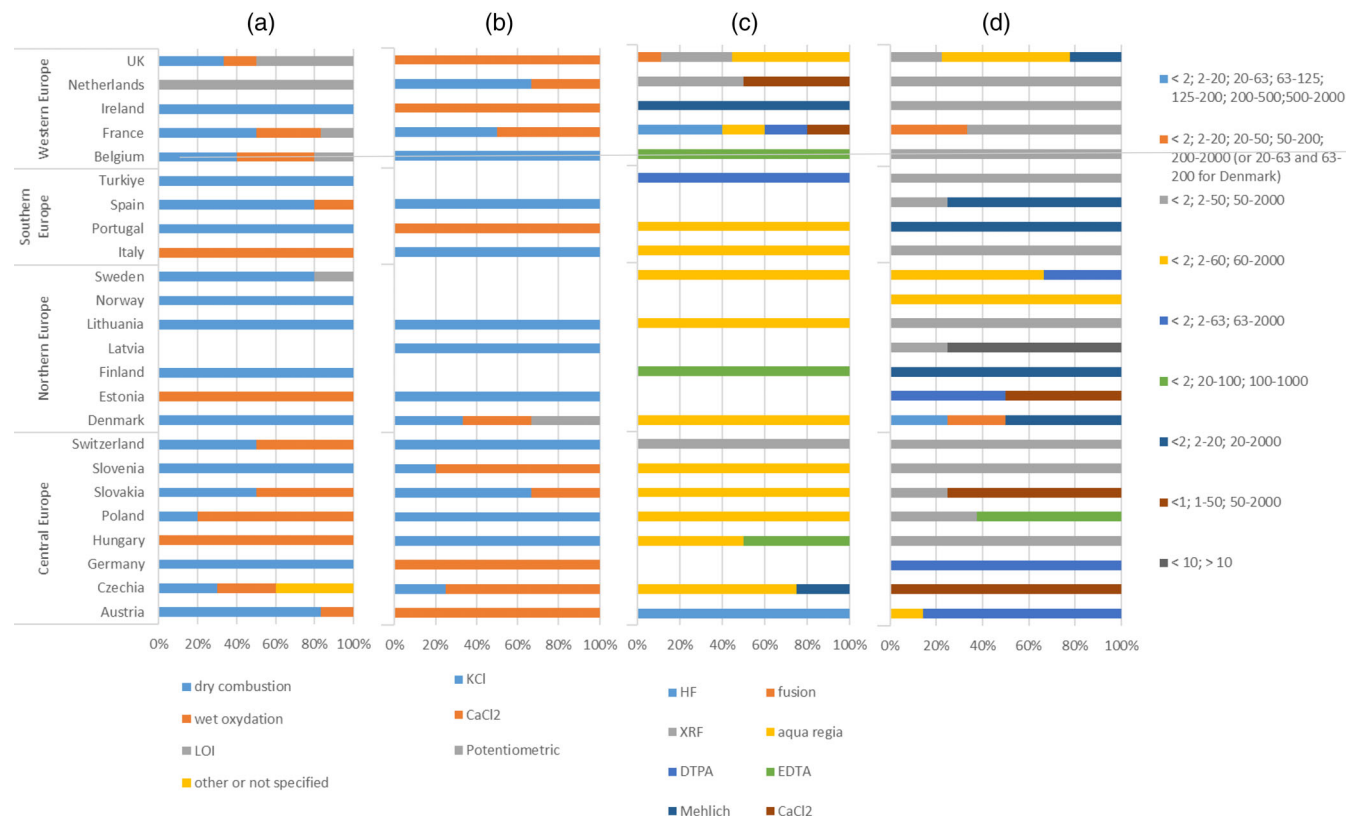 (a)
(b)
(c)
(d)
Western Europe
UK
Netherlands
Ireland
France
Belgium
Southern
Europe
Turkiye
Spain
Portugal
Italy
Northern Europe
Sweden
Norway
Lithuania
Latvia
Finland
Estonia
Denmark
Central Europe
Switzerland
Slovenia
Slovakia
Poland
Hungary
Germany
Czechia
Austria
0% 20% 40% 60% 80% 100%
0% 20% 40% 60% 80% 100%
0% 20% 40% 60% 80% 100%
0% 20% 40% 60% 80% 100%
dry combustion
wet oxydation
LOI
other or not specified
KCl
CaCl2
Potentiometric
HF
fusion
XRF
aqua regia
DTPA
EDTA
Mehlich
CaCl2
< 2; 2-20; 20-63; 63-125;
125-200; 200-500;500-2000
< 2; 2-20; 20-50; 50-200;
200-2000 (or 20-63 and 63-
200 for Denmark)
< 2; 2-50; 50-2000
< 2; 2-60; 60-2000
< 2; 2-63; 63-2000
< 2; 20-100; 100-1000
<2; 2-20; 20-2000
<1; 1-50; 50-2000
< 10; > 10